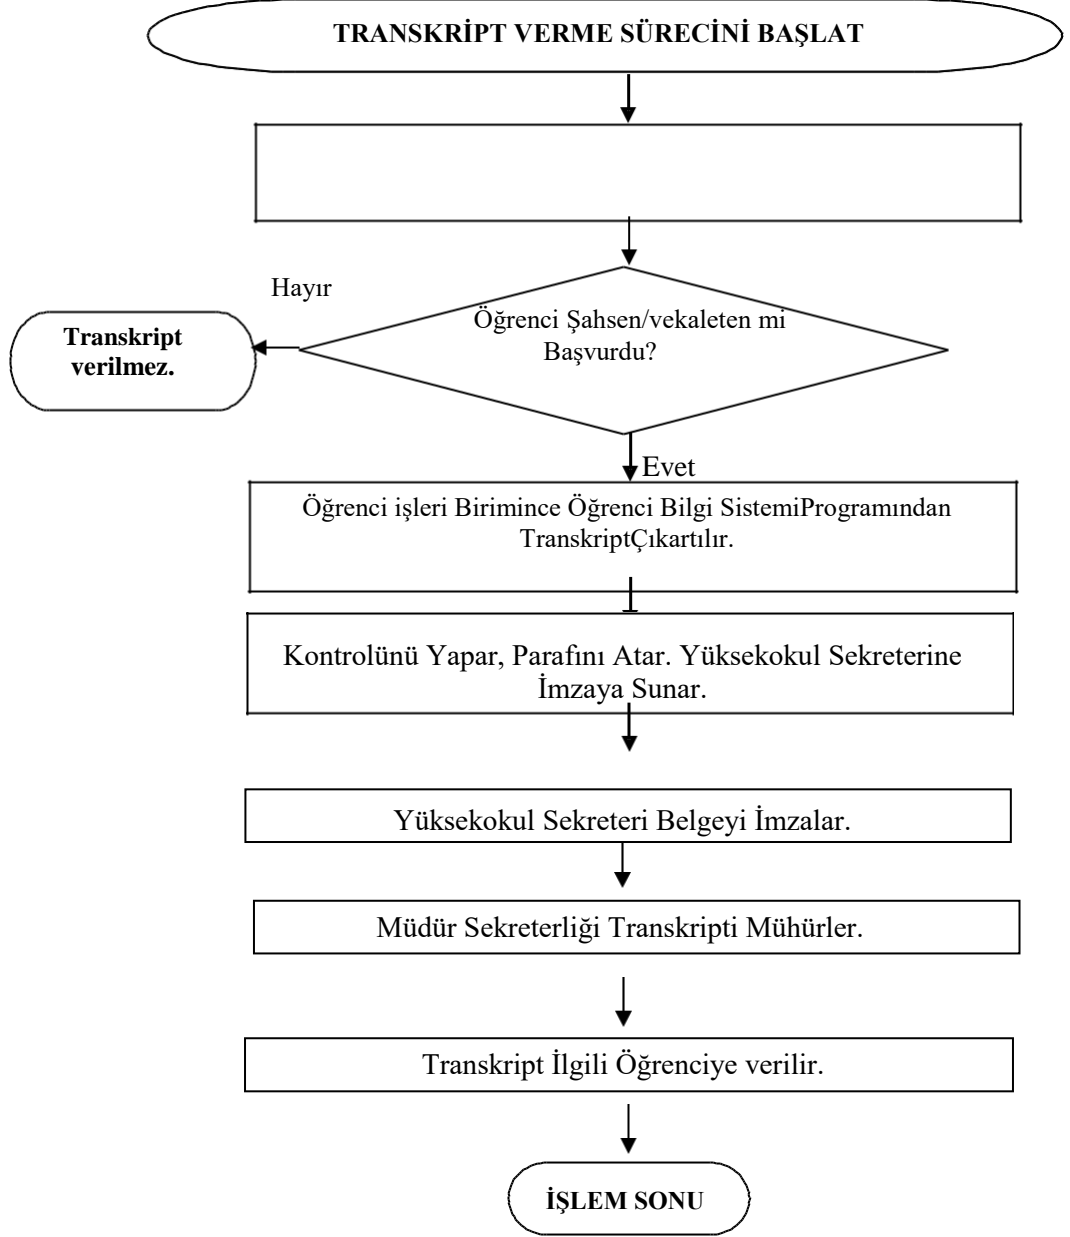 TRANSKRİPT VERME SÜRECİNİ BAŞLAT
Hayır
Öğrenci Şahsen/vekaleten mi
Başvurdu?
Transkript
verilmez.
Evet
Öğrenci işleri Birimince Öğrenci Bilgi SistemiProgramından
TranskriptÇıkartılır.
Kontrolünü Yapar, Parafını Atar. Yüksekokul Sekreterine
İmzaya Sunar.
Yüksekokul Sekreteri Belgeyi İmzalar.
Müdür Sekreterliği Transkripti Mühürler.
Transkript İlgili Öğrenciye verilir.
İŞLEM SONU